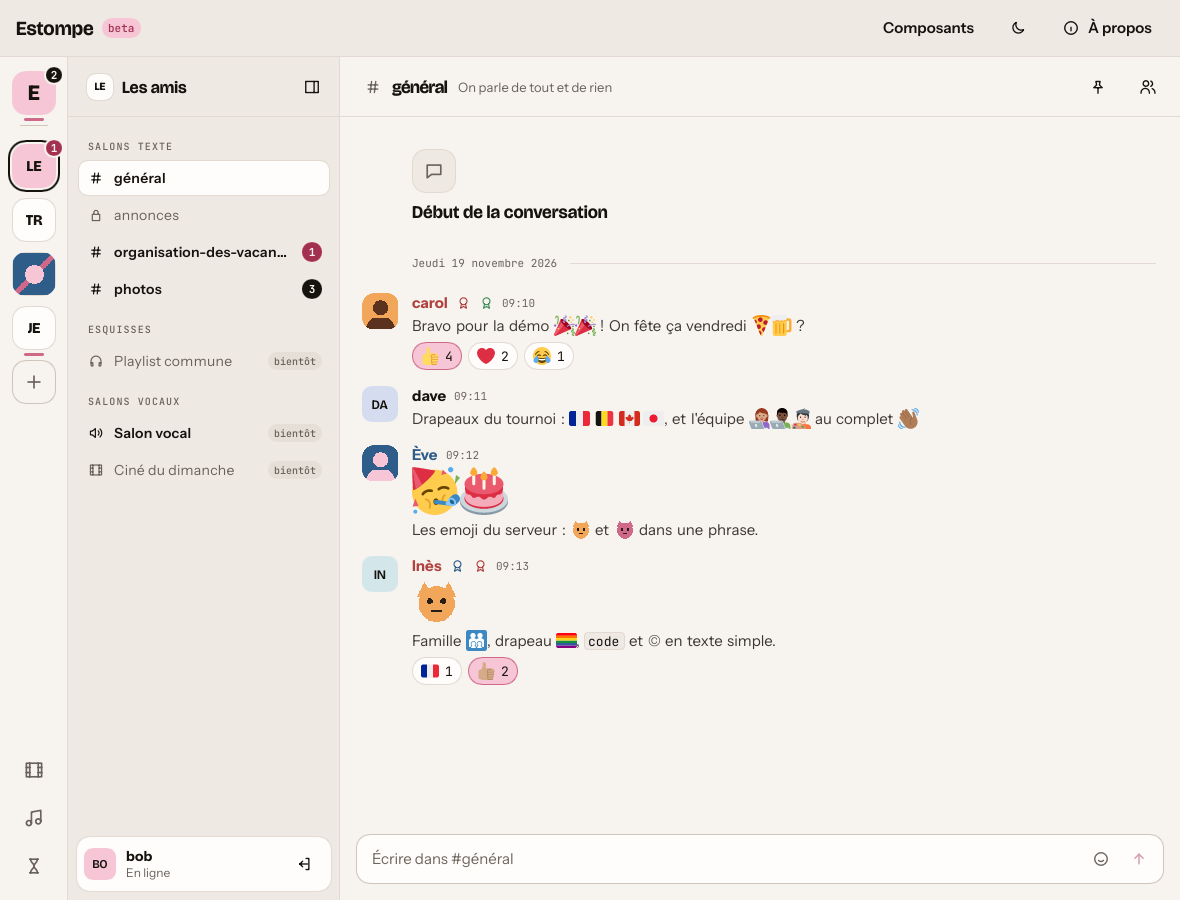 Estompe beta
Composants
À propos
E 2
LE 1
TR
JE
LE Les amis
SALONS TEXTE
# général
annonces
# organisation-des-vacan... 1
# photos 3
ESQUISSES
Playlist commune bientôt
SALONS VOCAUX
Salon vocal bientôt
Ciné du dimanche bientôt
BO bob
En ligne
# général On parle de tout et de rien
Début de la conversation
Jeudi 19 novembre 2026
carol 09:10
Bravo pour la démo 🎉🎉 ! On fête ça vendredi 🍕🍺 ?
👍 4 ❤️ 2 😂 1
DA dave 09:11
Drapeaux du tournoi : 🇫🇷 🇧🇪 🇨🇦 🇯🇵, et l'équipe 👩🏽‍💻👨🏿‍💻🧑🏻‍🚒 au complet 👋🏾
Ève 09:12
🥳🎂
Les emoji du serveur : et dans une phrase.
IN Inès 09:13
Famille , drapeau 🏳️‍🌈, code et © en texte simple.
🇫🇷 1 👍🏽 2
Écrire dans #général